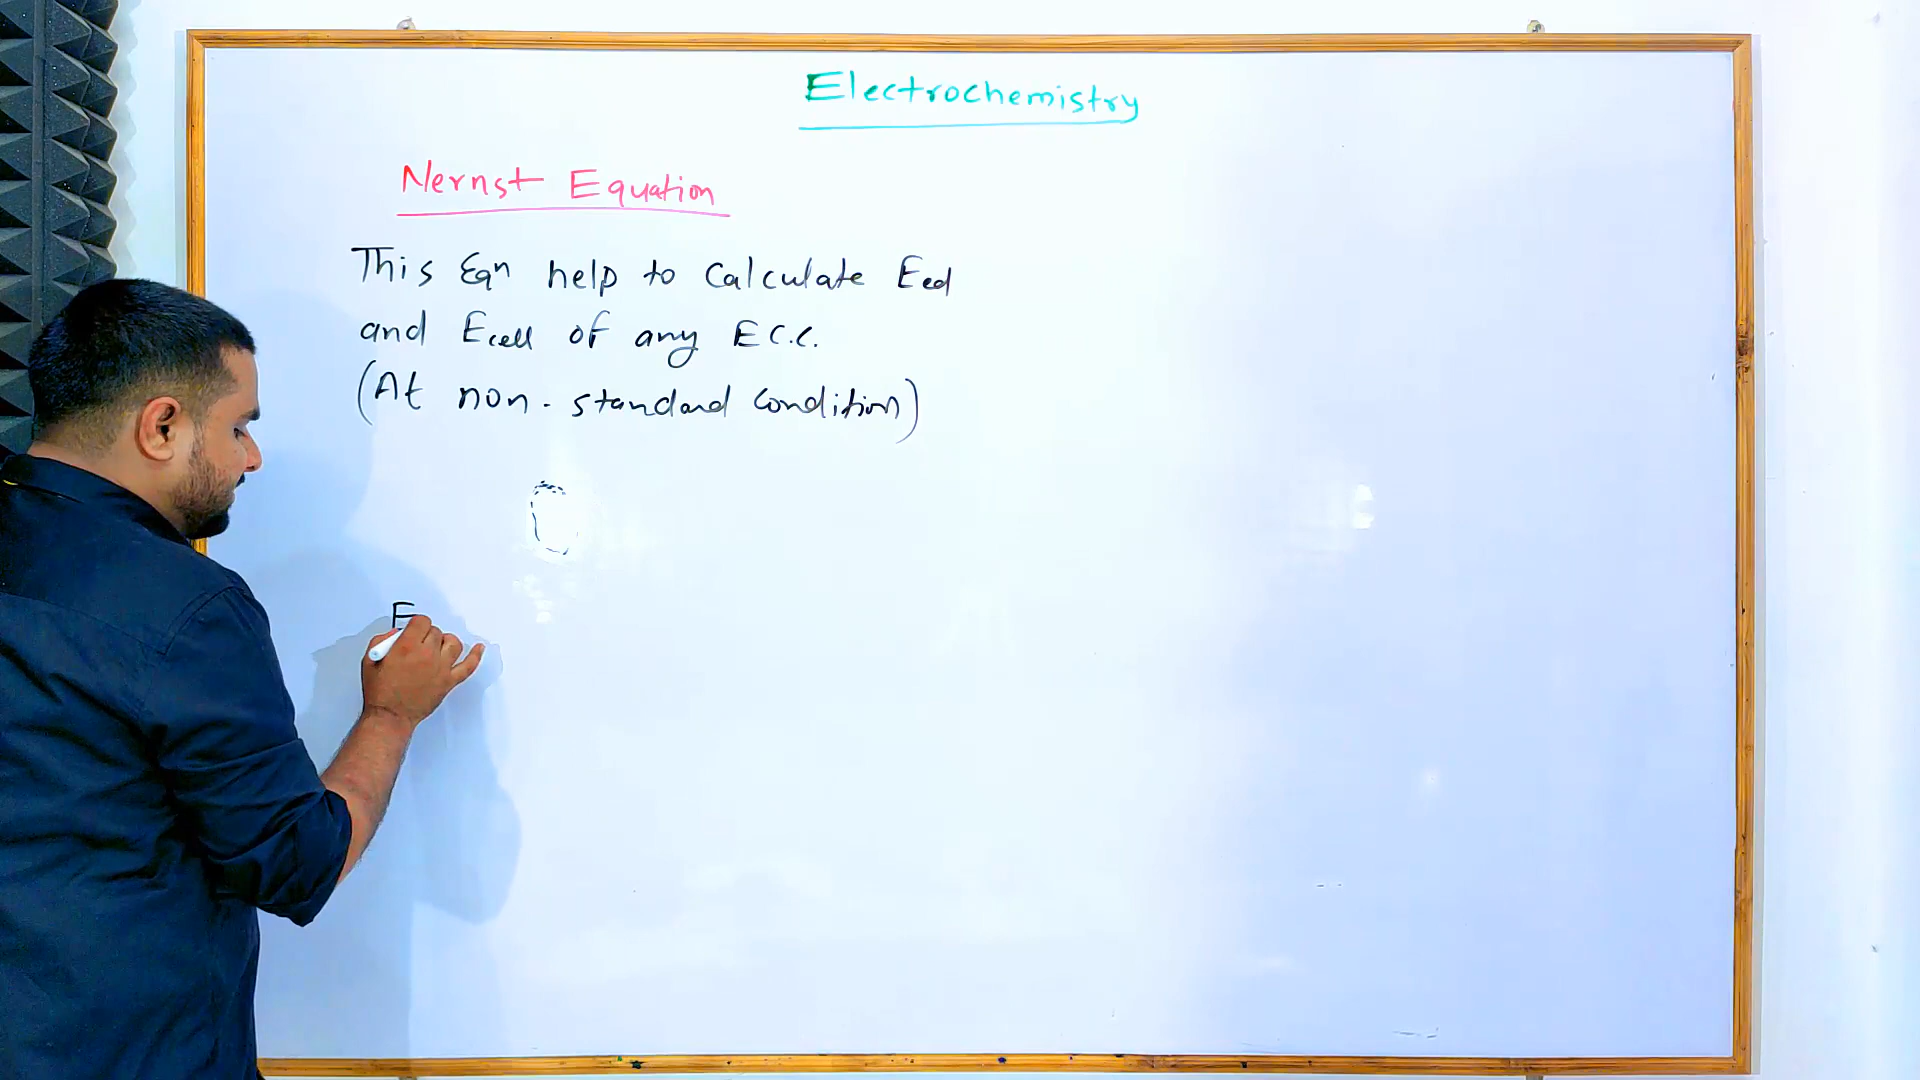 Electrochemistry
Nernst Equation
This Eqn help to Calculate Eed
and Ecell of any E C.C.
(At non-standard condition)
E